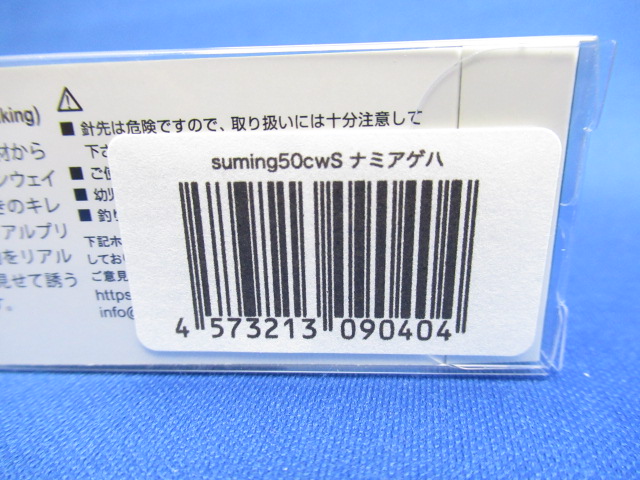 king)
⚠
■ 針先は危険ですので、取り扱いには十分注意して
下さ
材から
■ ご使
ンウェイ
■ 幼
きのキレ
■ 釣り
アルプリ
下記ホ
をリアル
しており
見せて誘う
ご意見
す。
https
info@
suming50cwS ナミアゲハ
4 573213 090404